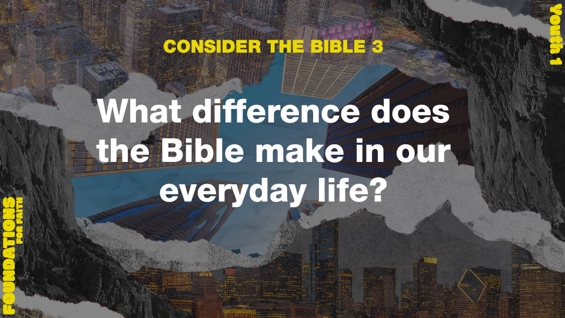 CONSIDER THE BIBLE 3
Youth 1
What difference does
the Bible make in our
everyday life?
FOUNDATIONS
FOR FAITH